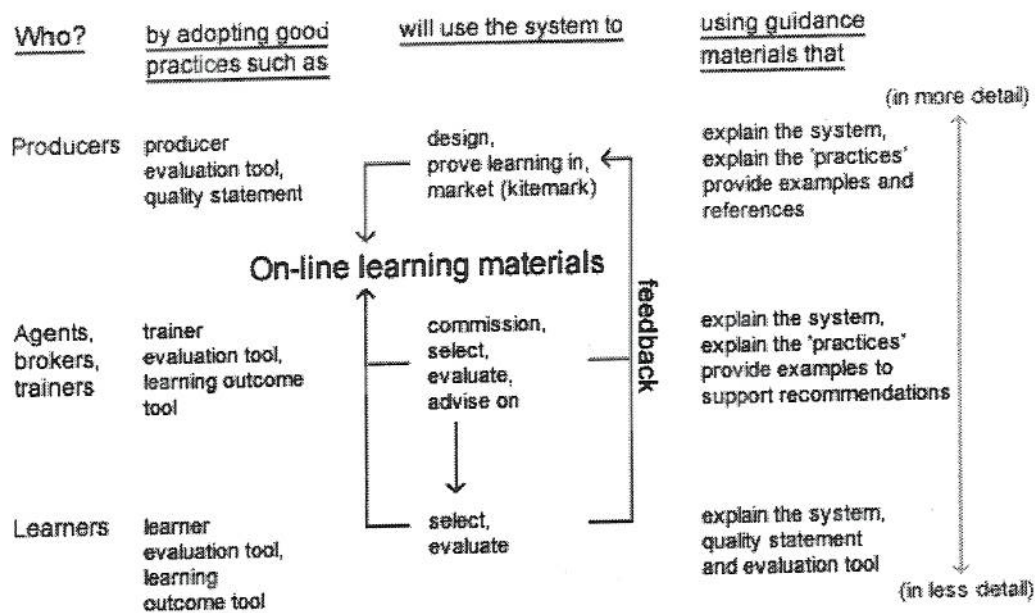 Who?
by adopting good
practices such as
will use the system to
using guidance
materials that
(in more detail)
Producers
producer
evaluation tool,
quality statement
design,
prove learning in,
market (kitemark)
explain the system,
explain the 'practices'
provide examples and
references
On-line learning materials
feedback
Agents,
brokers,
trainers
trainer
evaluation tool,
learning outcome
tool
commission,
select,
evaluate,
advise on
explain the system,
explain the 'practices'
provide examples to
support recommendations
Learners
learner
evaluation tool,
learning
outcome tool
select,
evaluate
explain the system,
quality statement
and evaluation tool
(in less detail)